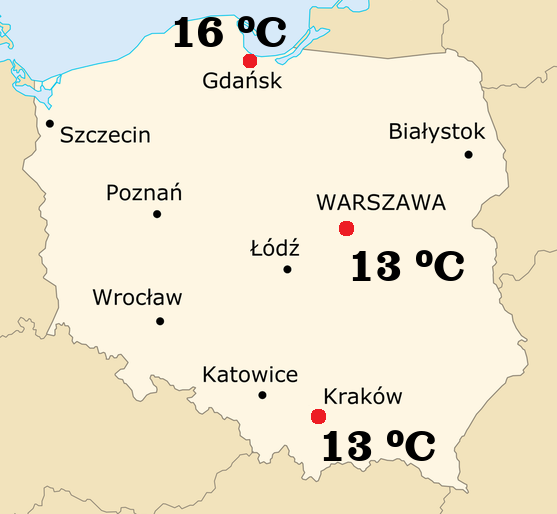 16 ºC
Gdańsk
Szczecin
Białystok
Poznań
WARSZAWA
Łódź
13 ºC
Wrocław
Katowice
Kraków
13 ºC